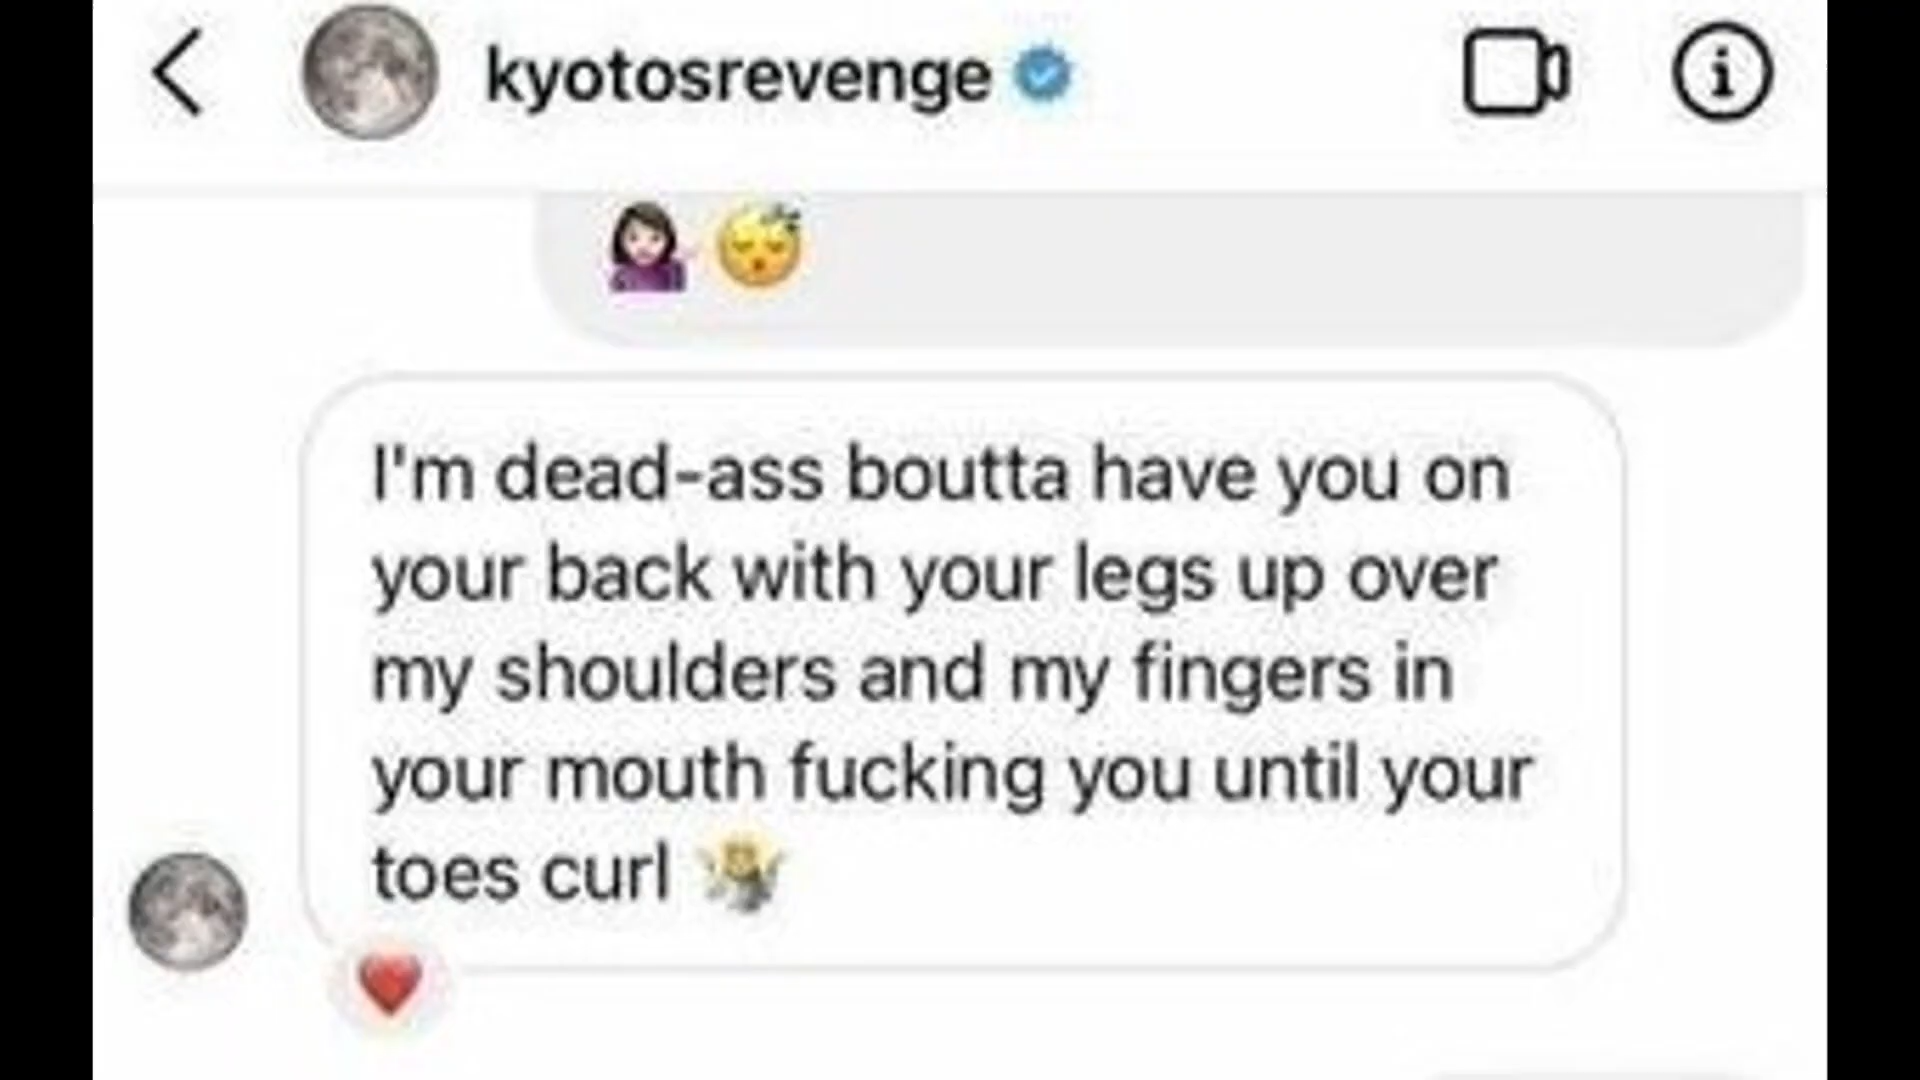 kyotosrevenge
💁🏻‍♀️ 😴
I'm dead-ass boutta have you on
your back with your legs up over
my shoulders and my fingers in
your mouth fucking you until your
toes curl